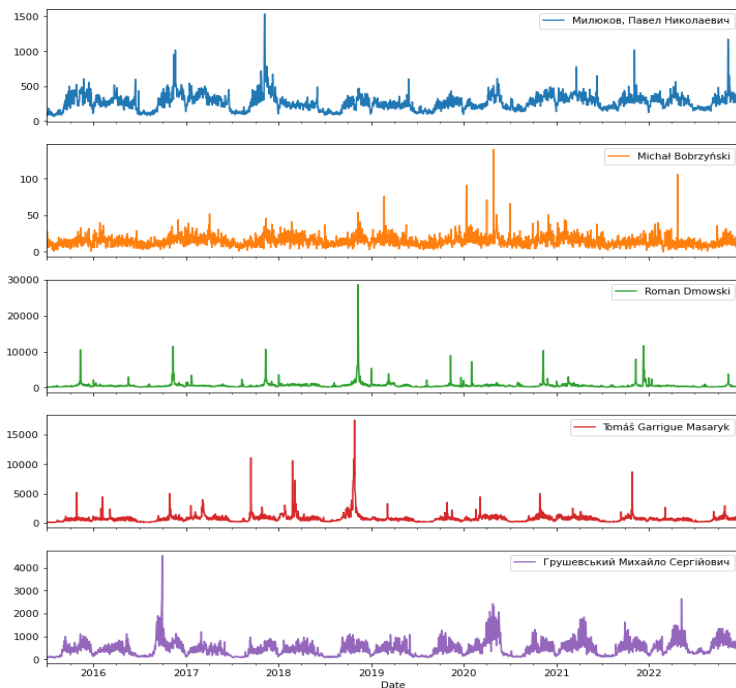 Милюков, Павел Николаевич
1500
1000
500
0
Michał Bobrzyński
100
50
0
Roman Dmowski
30000
20000
10000
0
Tomáš Garrigue Masaryk
15000
10000
5000
0
Грушевський Михайло Сергійович
4000
3000
2000
1000
0
2016 2017 2018 2019 2020 2021 2022
Date